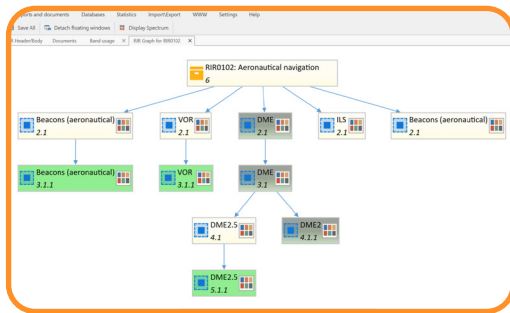 ports and documents Databases Statistics Import\Export WWW Settings Help
Save All Detach floating windows Display Spectrum
Header/Body Documents Band usage × RIR Graph for RIR0102. ×
RIR0102: Aeronautical navigation
6
Beacons (aeronautical) VOR DME ILS Beacons (aeronautical)
2.1 2.1 2.1 2.1 2.1
Beacons (aeronautical) VOR DME
3.1.1 3.1.1 3.1
DME2.5 DME2
4.1 4.1.1
DME2.5
5.1.1